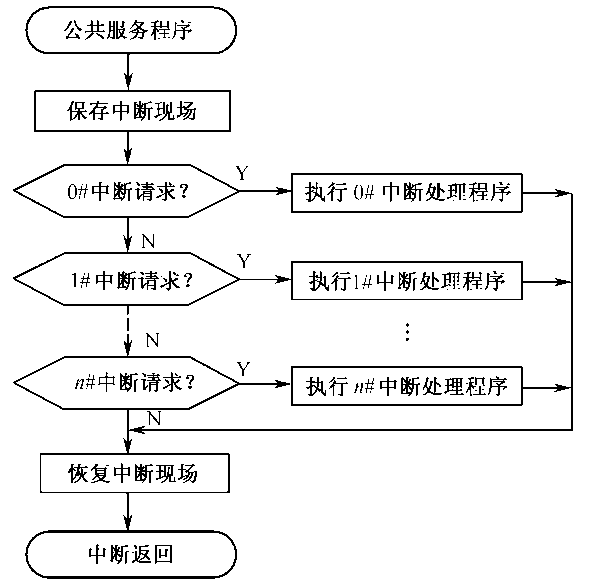 公共服务程序
保存中断现场
0#中断请求?
Y
执行 0# 中断处理程序
N
1#中断请求?
Y
执行1#中断处理程序
⋮
N
n#中断请求?
Y
执行 n#中断处理程序
N
恢复中断现场
中断返回